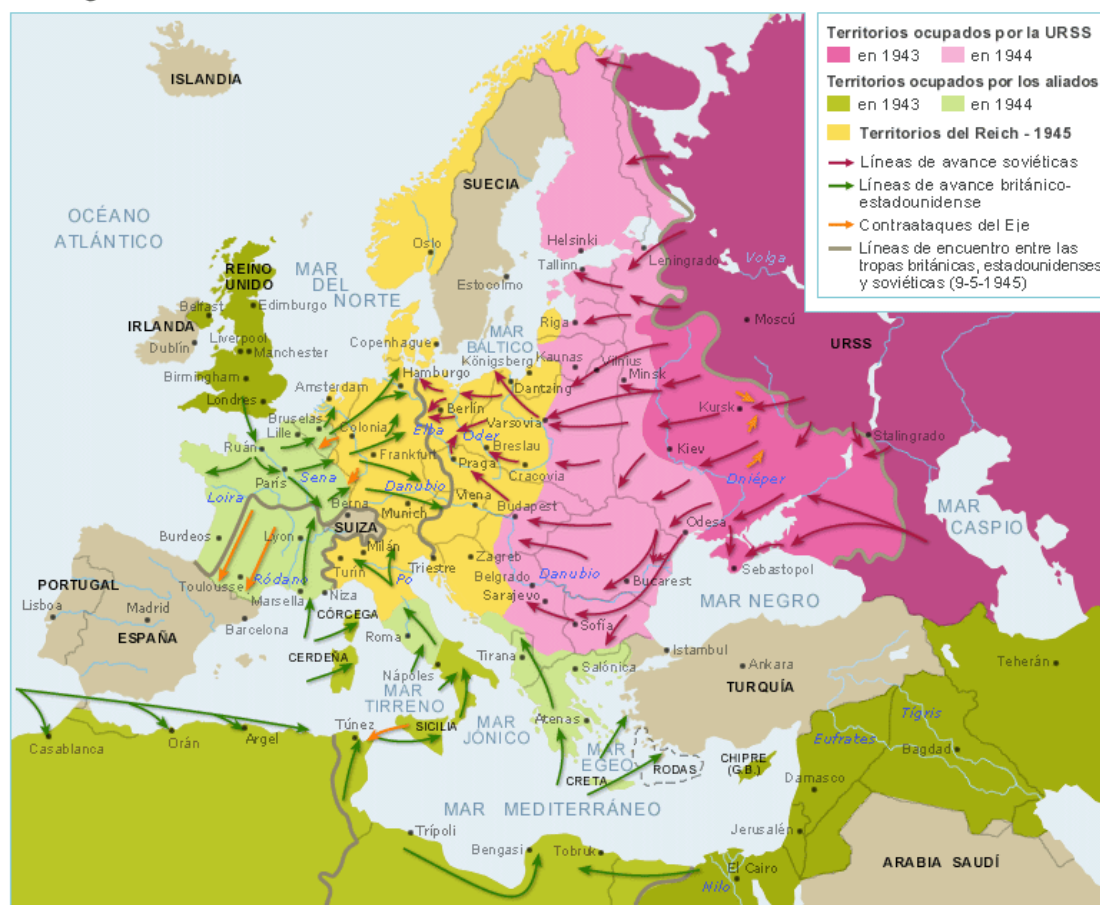 Territorios ocupados por la URSS
en 1943 en 1944
Territorios ocupados por los aliados
en 1943 en 1944
Territorios del Reich - 1945
Líneas de avance soviéticas
Líneas de avance británico-
estadounidense
Contraataques del Eje
Líneas de encuentro entre las
tropas británicas, estadounidenses
y soviéticas (9-5-1945)
ISLANDIA
SUECIA
OCÉANO
ATLÁNTICO
Oslo
Helsinki
Tallinn
Leningrado
Volga
REINO
UNIDO
MAR
DEL
NORTE
Estocolmo
Belfast
Edimburgo
Riga
Moscú
IRLANDA
Dublín
Liverpool
Manchester
Copenhague
MAR
BÁLTICO
URSS
Königsberg
Kaunas
Vilnius
Minsk
Birmingham
Hamburgo
Dantzing
Londres
Amsterdam
Berlín
Varsovia
Kursk
Bruselas
Lille
Colonia
Elba
Oder
Stalingrado
Ruán
Breslau
Kiev
París
Sena
Frankfurt
Praga
Cracovia
Dniéper
Loira
Danubio
Viena
Budapest
Berna
Munich
SUIZA
Odesa
MAR
CASPIO
Burdeos
Lyon
Milán
Turín
Po
Triestre
Zagreb
Belgrado
Danubio
Bucarest
Sebastopol
PORTUGAL
Toulousse
Ródano
Marsella
Niza
Sarajevo
MAR NEGRO
Lisboa
Madrid
ESPAÑA
Barcelona
CÓRCEGA
Roma
Sofía
CERDEÑA
Tirana
Istambul
Salónica
Ankara
TURQUÍA
Teherán
Nápoles
MAR
TIRRENO
SICILIA
MAR
JÓNICO
Atenas
Tigris
Eufrates
Bagdad
Casablanca
Orán
Argel
Túnez
MAR
EGEO
CRETA
RODAS
CHIPRE
(G.B.)
Damasco
MAR MEDITERRÁNEO
Trípoli
Jerusalén
Bengasi
Tobruk
El Cairo
Nilo
ARABIA SAUDÍ